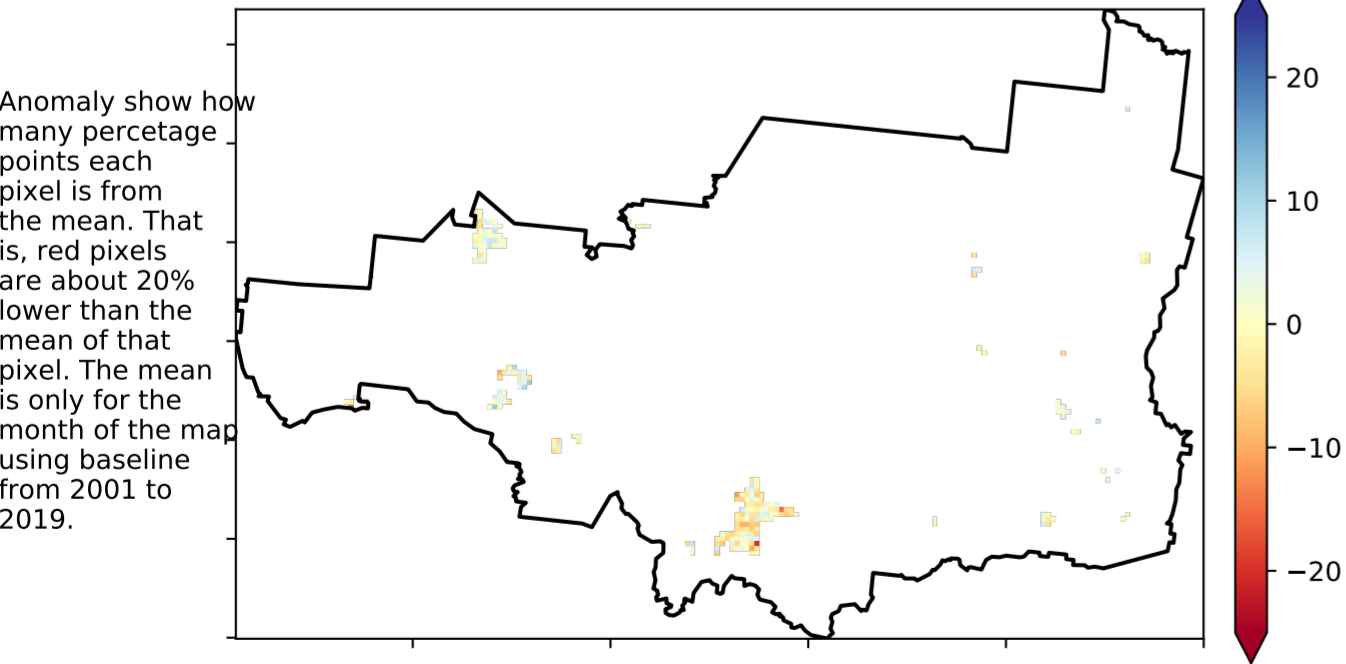 Anomaly show how
many percetage
points each
pixel is from
the mean. That
is, red pixels
are about 20%
lower than the
mean of that
pixel. The mean
is only for the
month of the map
using baseline
from 2001 to
2019.
20
10
0
−10
−20